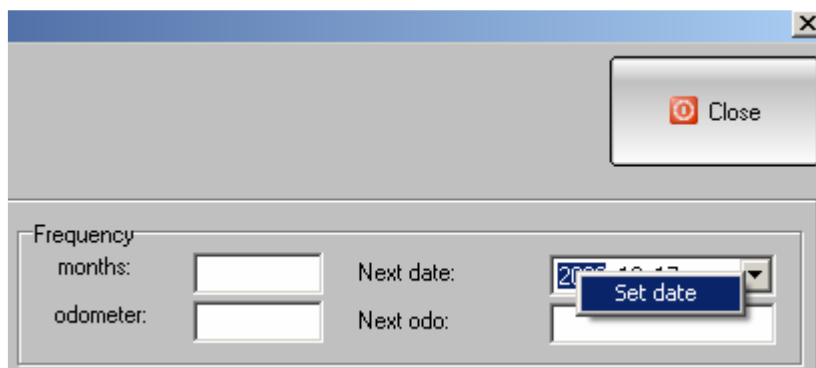 Close
Frequency
months:
Next date:
Set date
odometer:
Next odo: